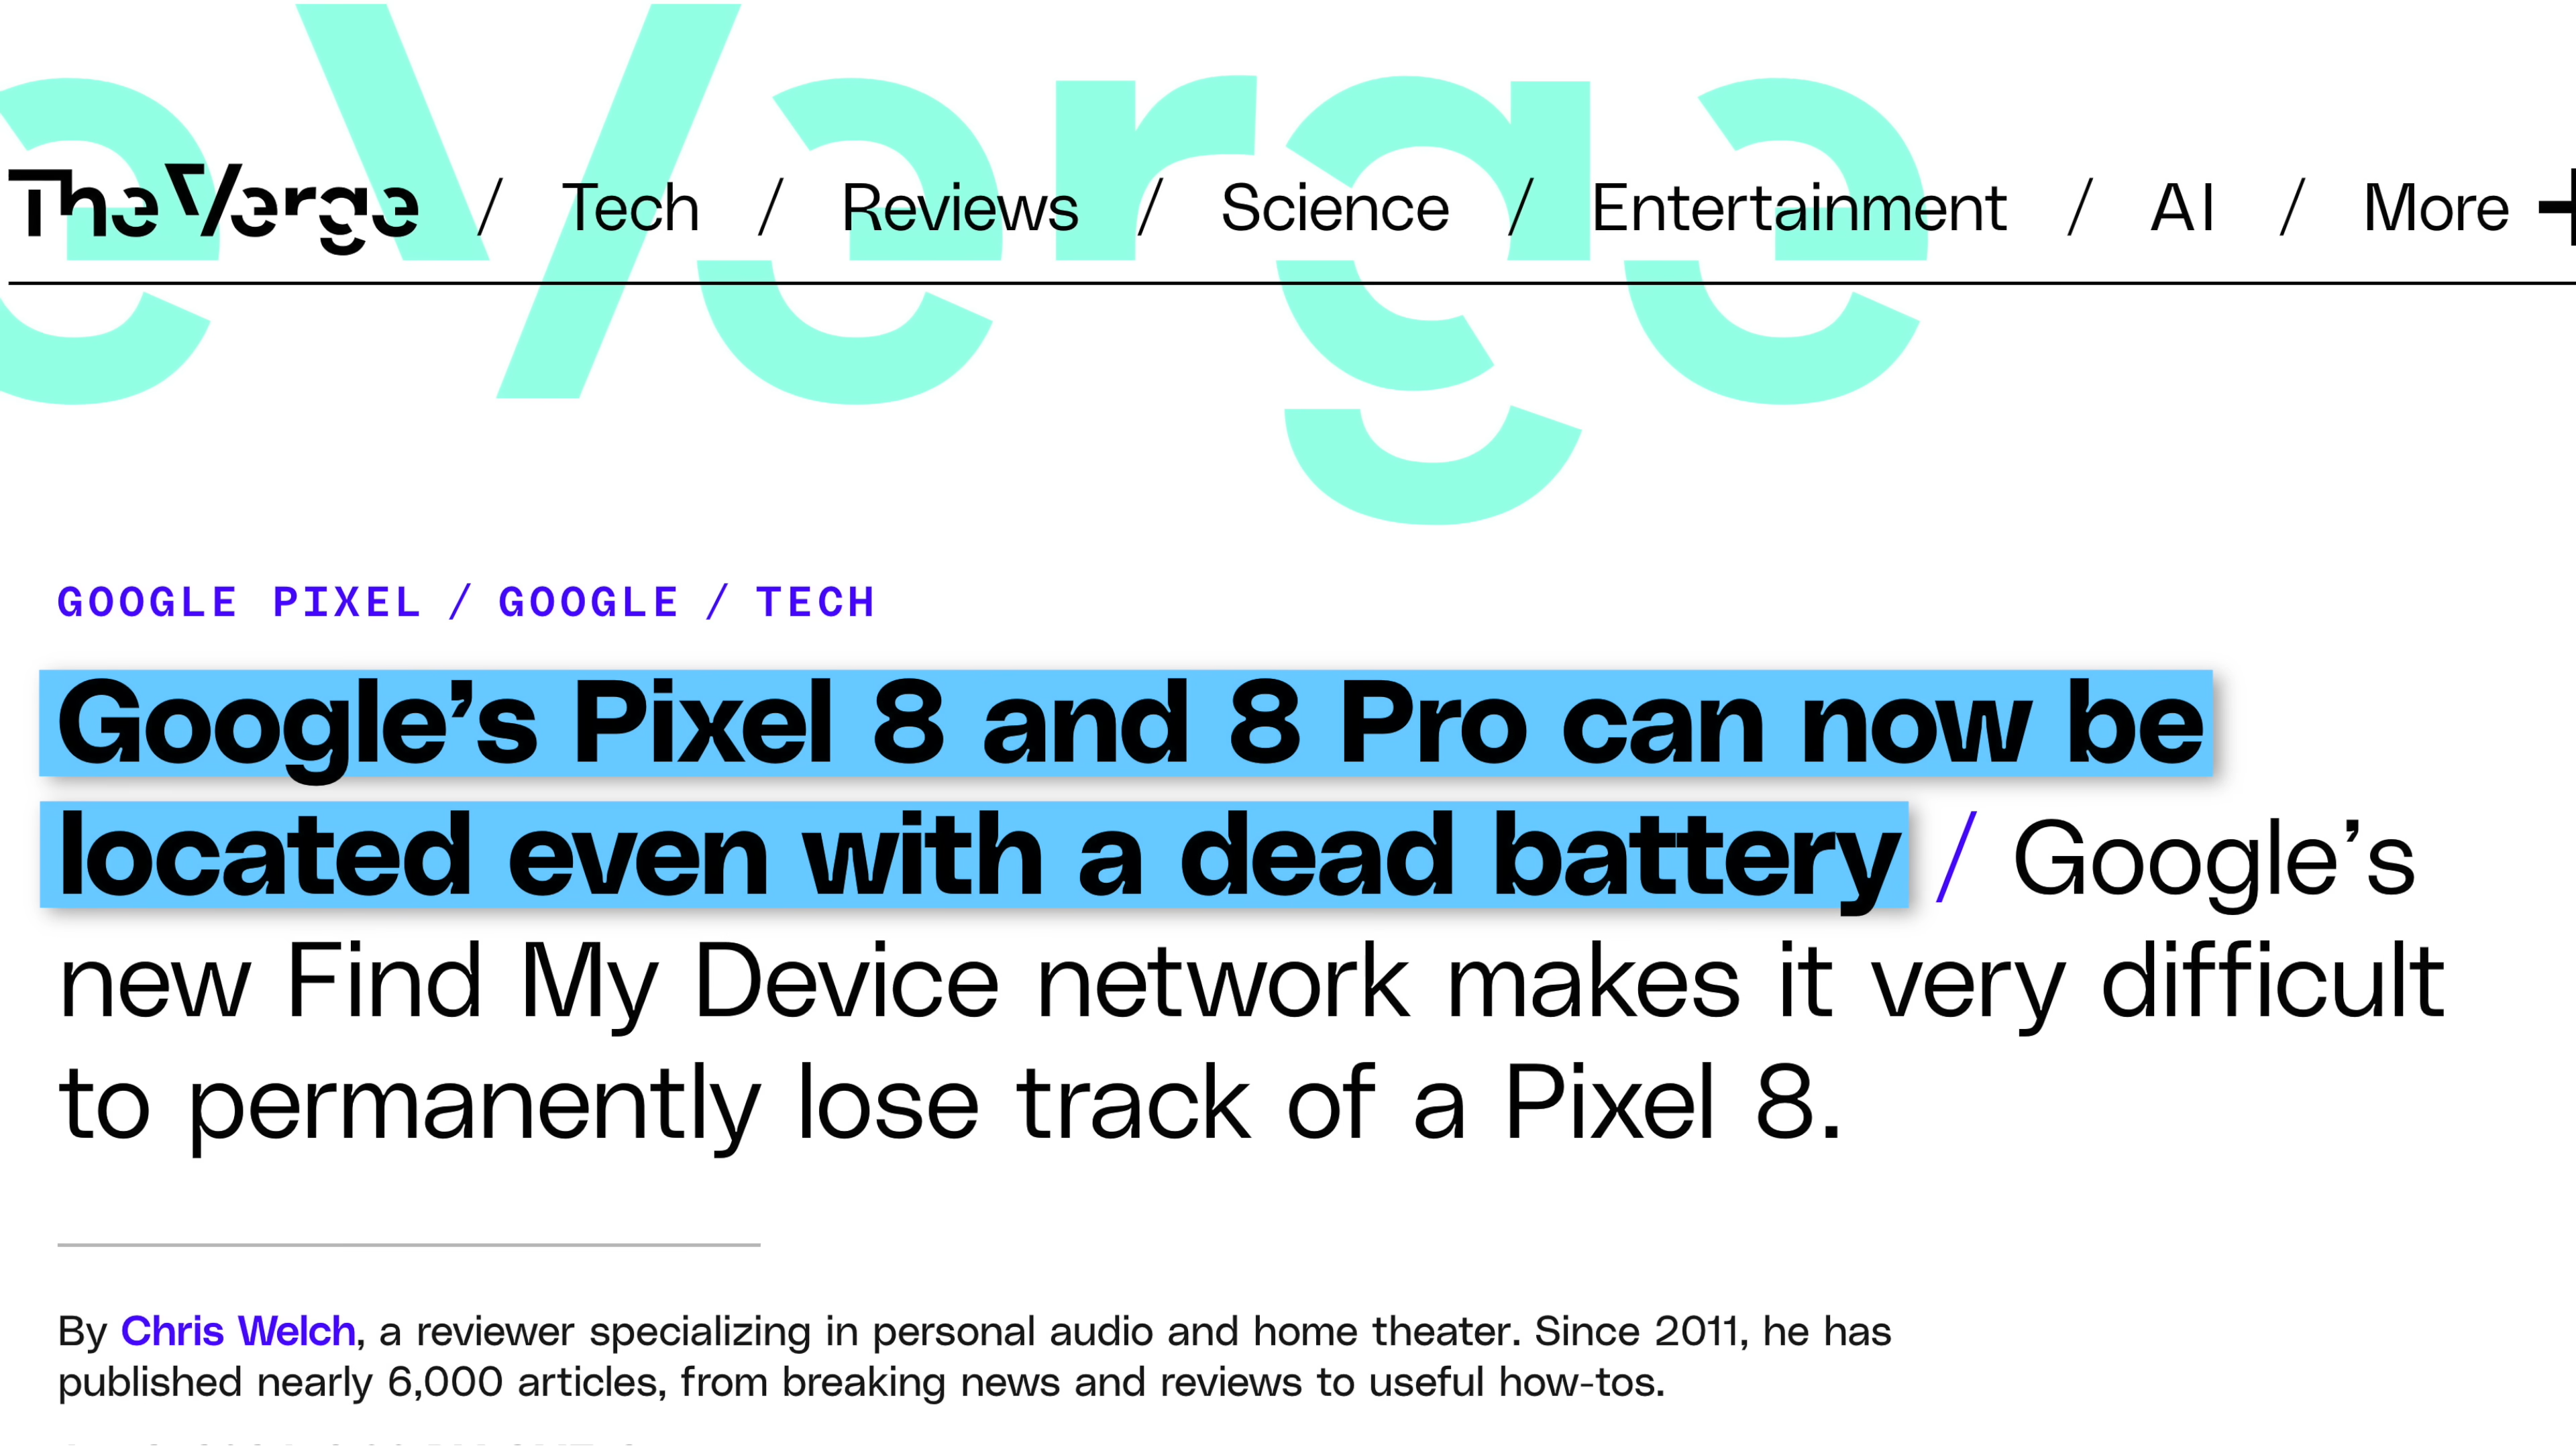 The Verge / Tech / Reviews / Science / Entertainment / AI / More +
e Verge
GOOGLE PIXEL / GOOGLE / TECH
Google’s Pixel 8 and 8 Pro can now be
located even with a dead battery / Google’s
new Find My Device network makes it very difficult
to permanently lose track of a Pixel 8.
By Chris Welch, a reviewer specializing in personal audio and home theater. Since 2011, he has
published nearly 6,000 articles, from breaking news and reviews to useful how-tos.